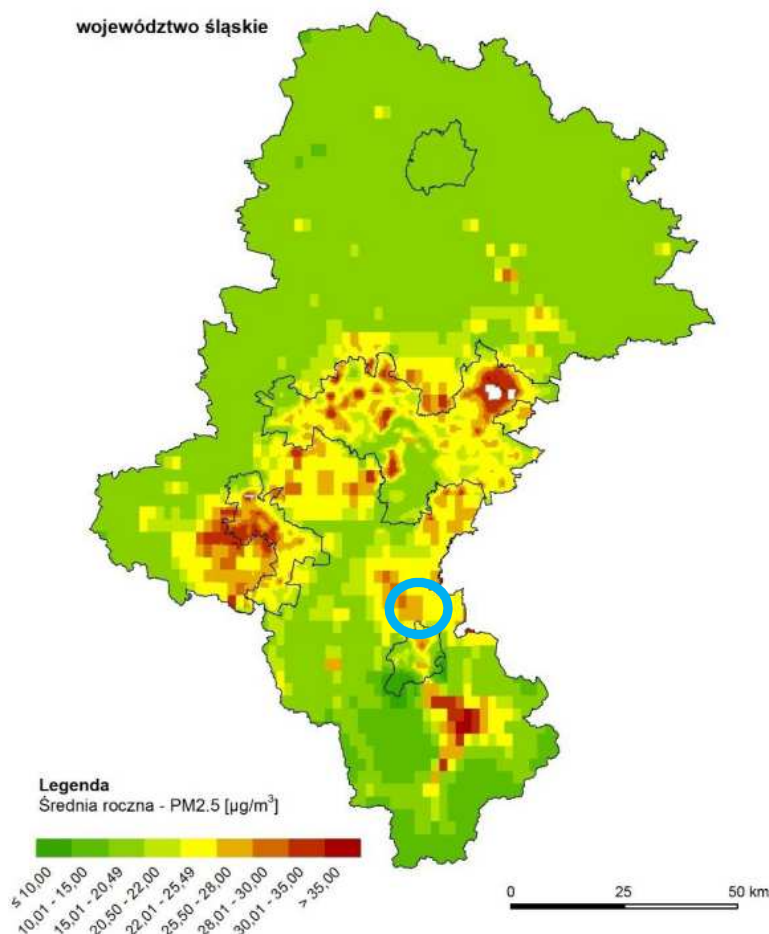 województwo śląskie
Legenda
Średnia roczna - PM2.5 [µg/m³]
≤ 10,00
10,01 - 15,00
15,01 - 20,49
20,50 - 22,00
22,01 - 25,49
25,50 - 28,00
28,01 - 30,00
30,01 - 35,00
> 35,00
0 25 50 km